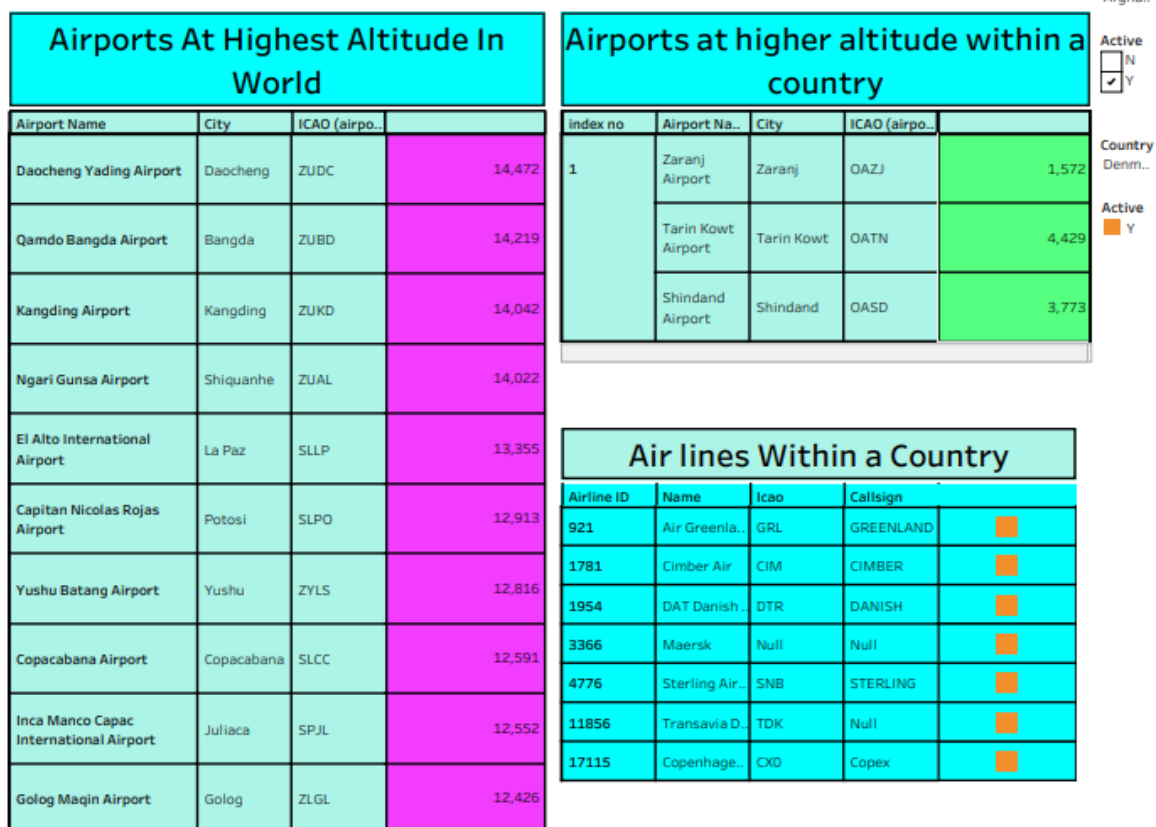 Airports At Highest Altitude In
World
Airport Name City ICAO (airpo..
Daocheng Yading Airport Daocheng ZUDC 14,472
Qamdo Bangda Airport Bangda ZUBD 14,219
Kangding Airport Kangding ZUKD 14,042
Ngari Gunsa Airport Shiquanhe ZUAL 14,022
El Alto International
Airport La Paz SLLP 13,355
Capitan Nicolas Rojas
Airport Potosi SLPO 12,913
Yushu Batang Airport Yushu ZYLS 12,816
Copacabana Airport Copacabana SLCC 12,591
Inca Manco Capac
International Airport Juliaca SPJL 12,552
Golog Maqin Airport Golog ZLGL 12,426
Airports at higher altitude within a
country
index no Airport Na.. City ICAO (airpo..
1 Zaranj
Airport Zaranj OAZJ 1,572
Tarin Kowt
Airport Tarin Kowt OATN 4,429
Shindand
Airport Shindand OASD 3,773
Air lines Within a Country
Airline ID Name Icao Callsign
921 Air Greenla.. GRL GREENLAND
1781 Cimber Air CIM CIMBER
1954 DAT Danish .. DTR DANISH
3366 Maersk Null Null
4776 Sterling Air.. SNB STERLING
11856 Transavia D.. TDK Null
17115 Copenhage.. CX0 Copex
Active
N
Y
Country
Denm..
Active
Y